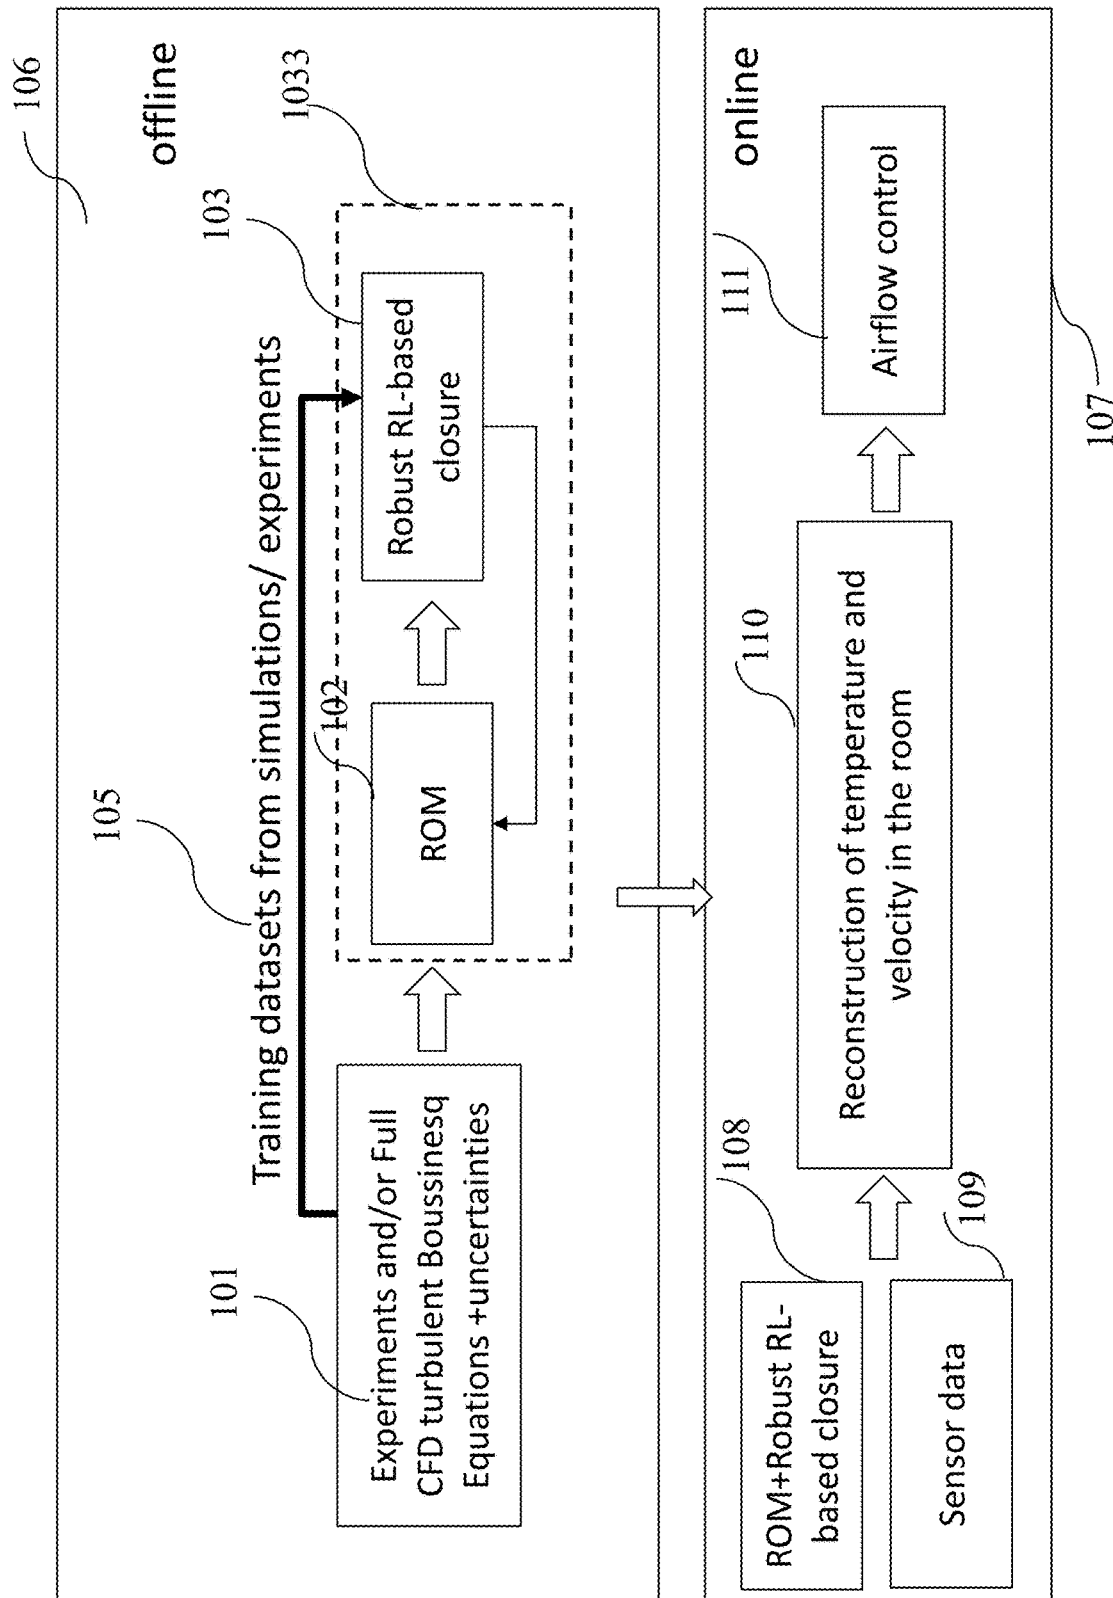 106
offline
1033
103
105
Training datasets from simulations/ experiments
Robust RL-based
closure
102
ROM
101
Experiments and/or Full
CFD turbulent Boussinesq
Equations +uncertainties
online
111
Airflow control
107
110
Reconstruction of temperature and
velocity in the room
108
ROM+Robust RL-
based closure
109
Sensor data